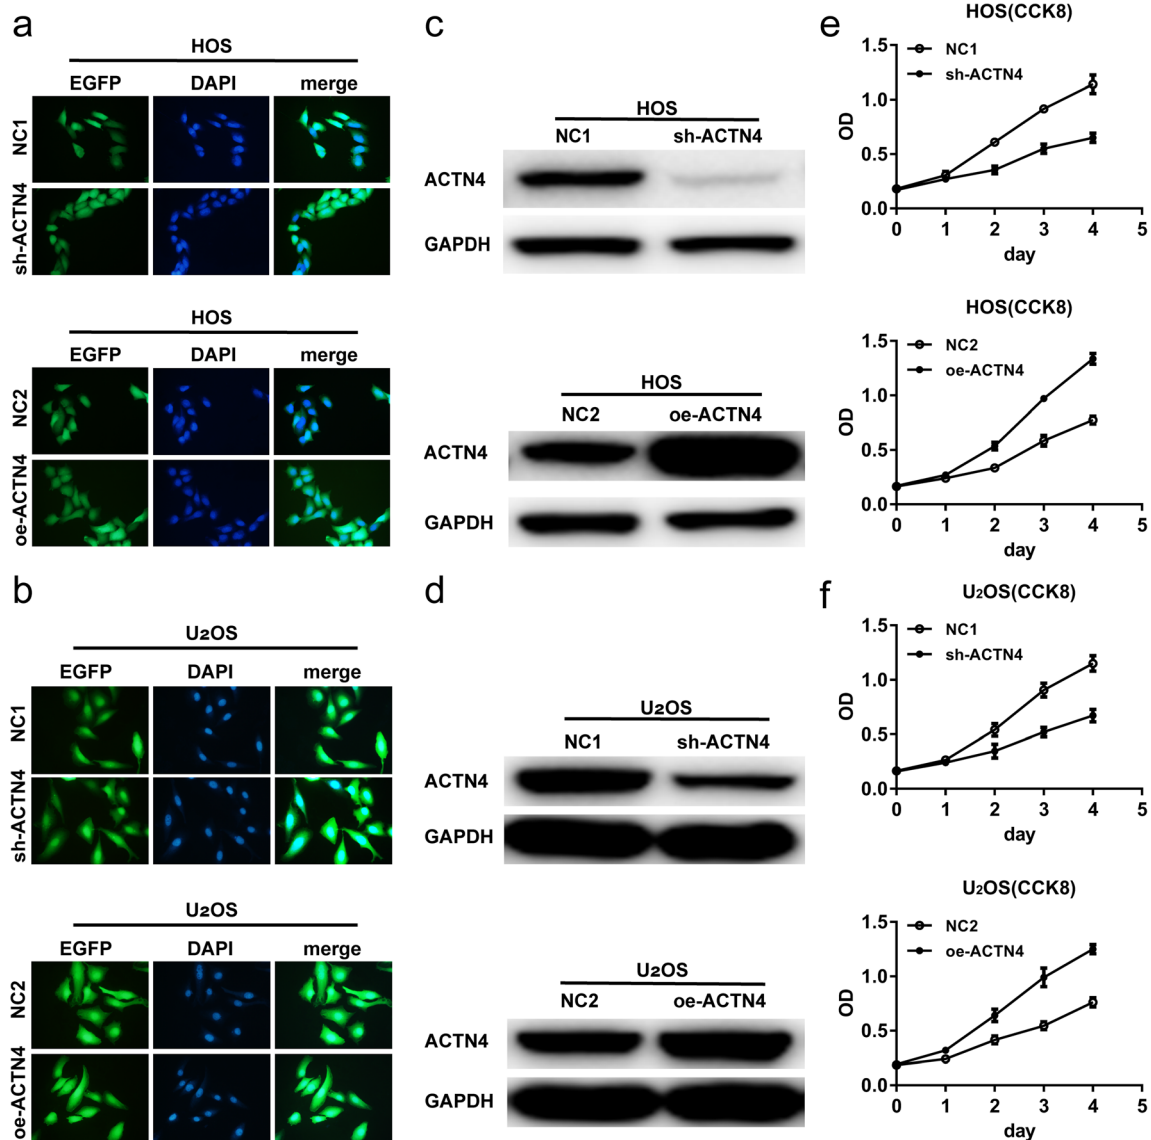 a
HOS
EGFP DAPI merge
NC1
sh-ACTN4
HOS
EGFP DAPI merge
NC2
oe-ACTN4
b
U2OS
EGFP DAPI merge
NC1
sh-ACTN4
U2OS
EGFP DAPI merge
NC2
oe-ACTN4
c
HOS
NC1 sh-ACTN4
ACTN4
GAPDH
HOS
NC2 oe-ACTN4
ACTN4
GAPDH
d
U2OS
NC1 sh-ACTN4
ACTN4
GAPDH
U2OS
NC2 oe-ACTN4
ACTN4
GAPDH
e
HOS(CCK8)
NC1
sh-ACTN4
OD
1.5
1.0
0.5
0.0
0 1 2 3 4 5
day
HOS(CCK8)
NC2
oe-ACTN4
OD
1.5
1.0
0.5
0.0
0 1 2 3 4 5
day
f
U2OS(CCK8)
NC1
sh-ACTN4
OD
1.5
1.0
0.5
0.0
0 1 2 3 4 5
day
U2OS(CCK8)
NC2
oe-ACTN4
OD
1.5
1.0
0.5
0.0
0 1 2 3 4 5
day